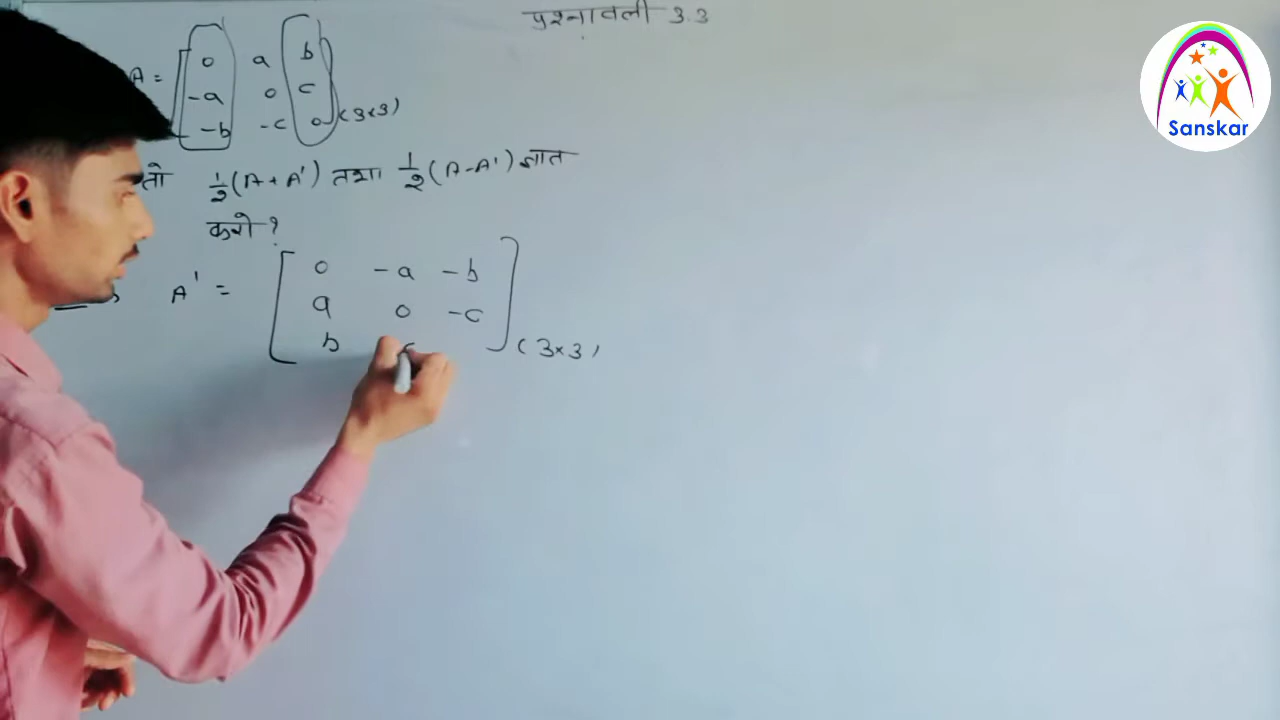 प्रश्नावली 3.3
A = [ 0 a b
-a 0 c
-b -c 0 ] (3×3)
तो 1/2 (A + A') तथा 1/2 (A - A') ज्ञात
करो ?
A' = [ 0 -a -b
a 0 -c
b c ] (3×3)
Sanskar